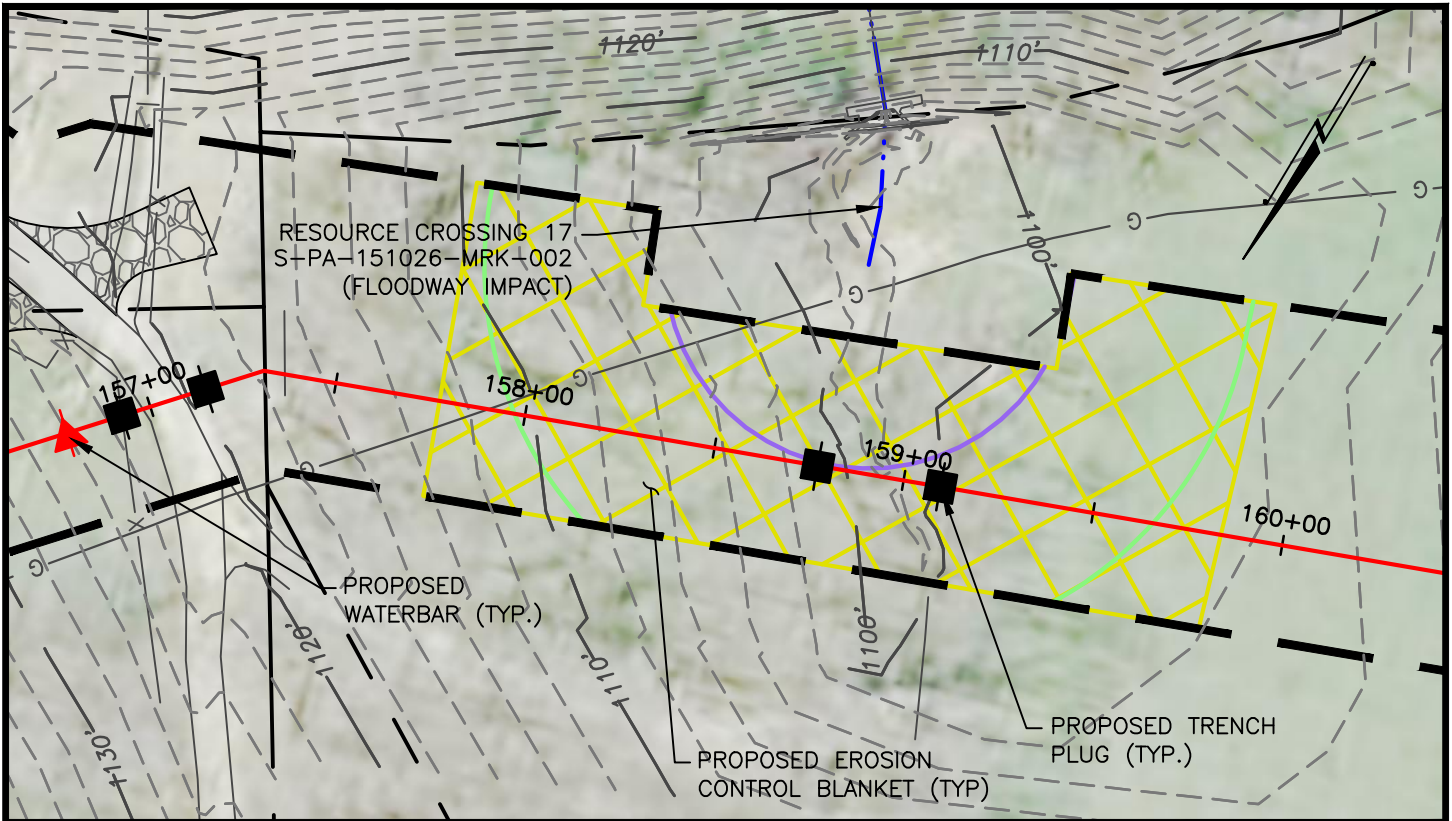 1120'
1110'
G
G
1100'
RESOURCE CROSSING 17
S-PA-151026-MRK-002
(FLOODWAY IMPACT)
G
157+00
158+00
G
159+00
160+00
G
X
G
PROPOSED
WATERBAR (TYP.)
1120'
1110'
1100'
1130'
PROPOSED TRENCH
PLUG (TYP.)
PROPOSED EROSION
CONTROL BLANKET (TYP)